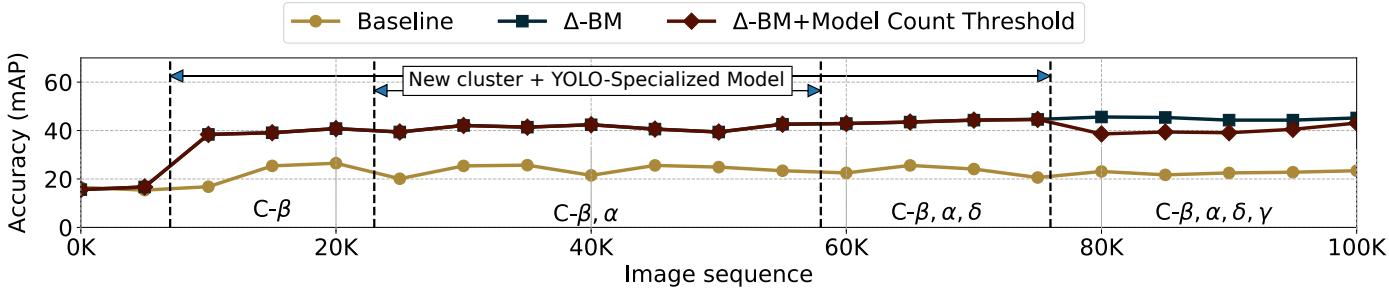 Baseline Δ-BM Δ-BM+Model Count Threshold
Accuracy (mAP)
60
40
20
0
New cluster + YOLO-Specialized Model
C-β C-β, α C-β, α, δ C-β, α, δ, γ
0K 20K 40K 60K 80K 100K
Image sequence